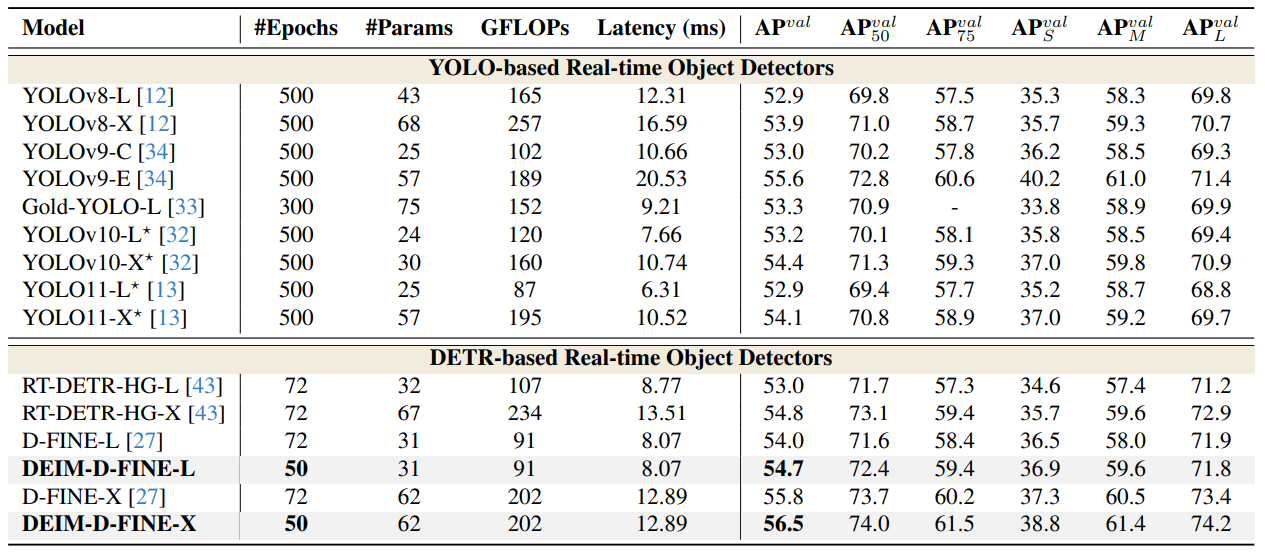 Model #Epochs #Params GFLOPs Latency (ms) AP^{val} AP^{val}_{50} AP^{val}_{75} AP^{val}_{S} AP^{val}_{M} AP^{val}_{L}
YOLO-based Real-time Object Detectors
YOLOv8-L [12] 500 43 165 12.31 52.9 69.8 57.5 35.3 58.3 69.8
YOLOv8-X [12] 500 68 257 16.59 53.9 71.0 58.7 35.7 59.3 70.7
YOLOv9-C [34] 500 25 102 10.66 53.0 70.2 57.8 36.2 58.5 69.3
YOLOv9-E [34] 500 57 189 20.53 55.6 72.8 60.6 40.2 61.0 71.4
Gold-YOLO-L [33] 300 75 152 9.21 53.3 70.9 - 33.8 58.9 69.9
YOLOv10-L⋆ [32] 500 24 120 7.66 53.2 70.1 58.1 35.8 58.5 69.4
YOLOv10-X⋆ [32] 500 30 160 10.74 54.4 71.3 59.3 37.0 59.8 70.9
YOLO11-L⋆ [13] 500 25 87 6.31 52.9 69.4 57.7 35.2 58.7 68.8
YOLO11-X⋆ [13] 500 57 195 10.52 54.1 70.8 58.9 37.0 59.2 69.7
DETR-based Real-time Object Detectors
RT-DETR-HG-L [43] 72 32 107 8.77 53.0 71.7 57.3 34.6 57.4 71.2
RT-DETR-HG-X [43] 72 67 234 13.51 54.8 73.1 59.4 35.7 59.6 72.9
D-FINE-L [27] 72 31 91 8.07 54.0 71.6 58.4 36.5 58.0 71.9
DEIM-D-FINE-L 50 31 91 8.07 54.7 72.4 59.4 36.9 59.6 71.8
D-FINE-X [27] 72 62 202 12.89 55.8 73.7 60.2 37.3 60.5 73.4
DEIM-D-FINE-X 50 62 202 12.89 56.5 74.0 61.5 38.8 61.4 74.2